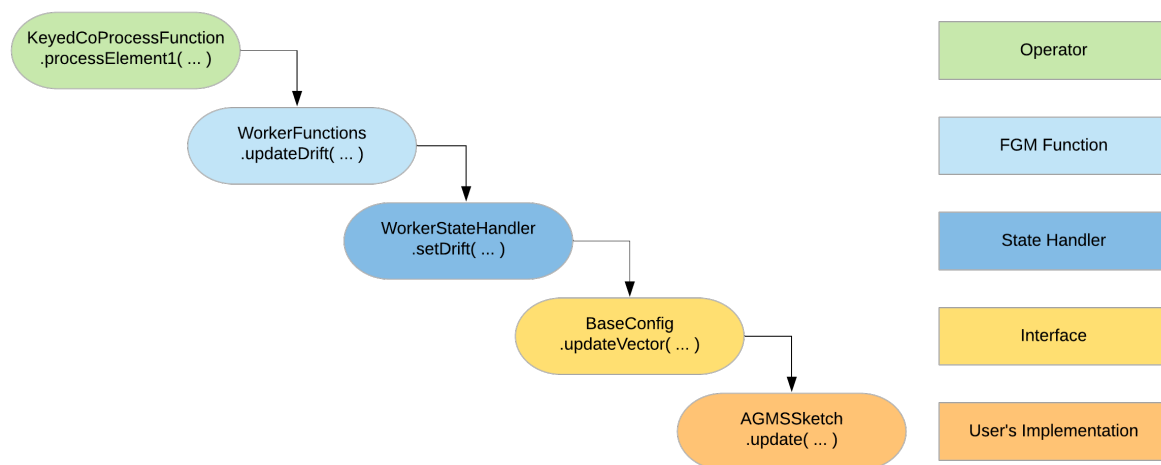 KeyedCoProcessFunction
.processElement1( ... )
Operator
WorkerFunctions
.updateDrift( ... )
FGM Function
WorkerStateHandler
.setDrift( ... )
State Handler
BaseConfig
.updateVector( ... )
Interface
AGMSSketch
.update( ... )
User's Implementation